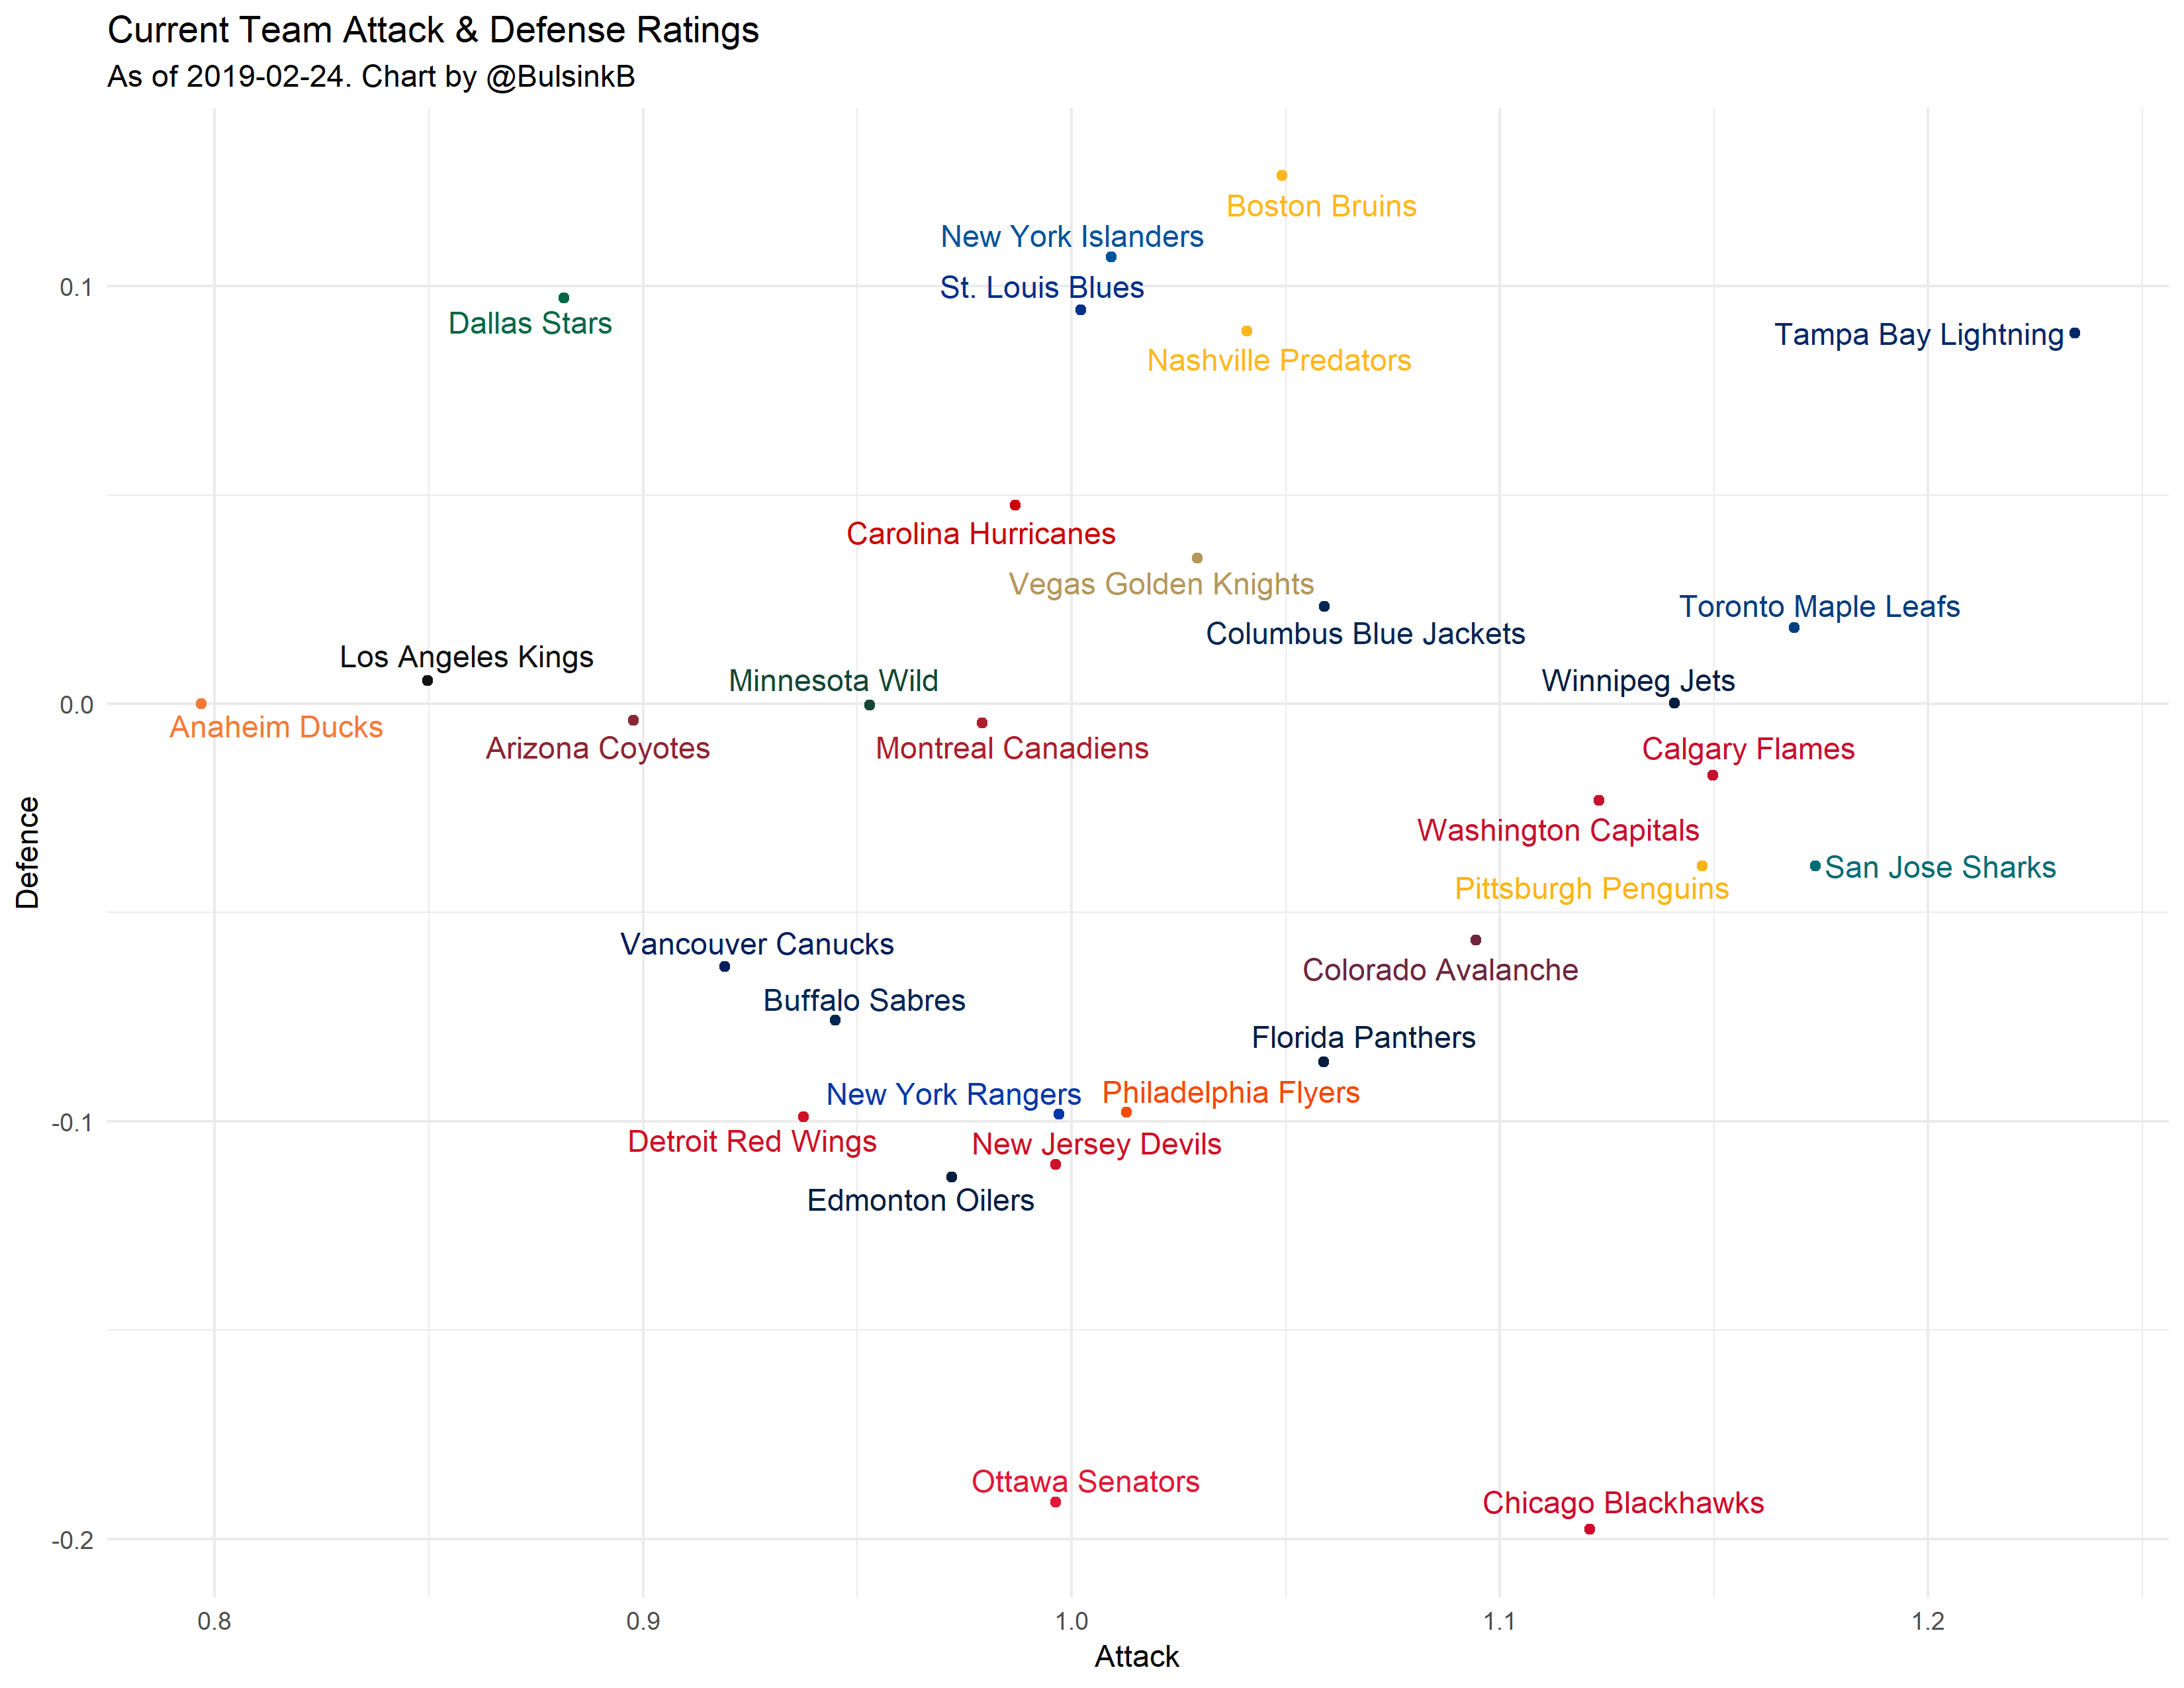 Current Team Attack & Defense Ratings
As of 2019-02-24. Chart by @BulsinkB
Boston Bruins
New York Islanders
St. Louis Blues
0.1
Dallas Stars
Tampa Bay Lightning
Nashville Predators
Carolina Hurricanes
Vegas Golden Knights
Toronto Maple Leafs
Columbus Blue Jackets
Los Angeles Kings
Minnesota Wild
Winnipeg Jets
0.0
Anaheim Ducks
Arizona Coyotes
Montreal Canadiens
Calgary Flames
Washington Capitals
Defence
San Jose Sharks
Pittsburgh Penguins
Vancouver Canucks
Colorado Avalanche
Buffalo Sabres
Florida Panthers
New York Rangers
Philadelphia Flyers
-0.1
Detroit Red Wings
New Jersey Devils
Edmonton Oilers
Ottawa Senators
Chicago Blackhawks
-0.2
0.8
0.9
1.0
1.1
1.2
Attack